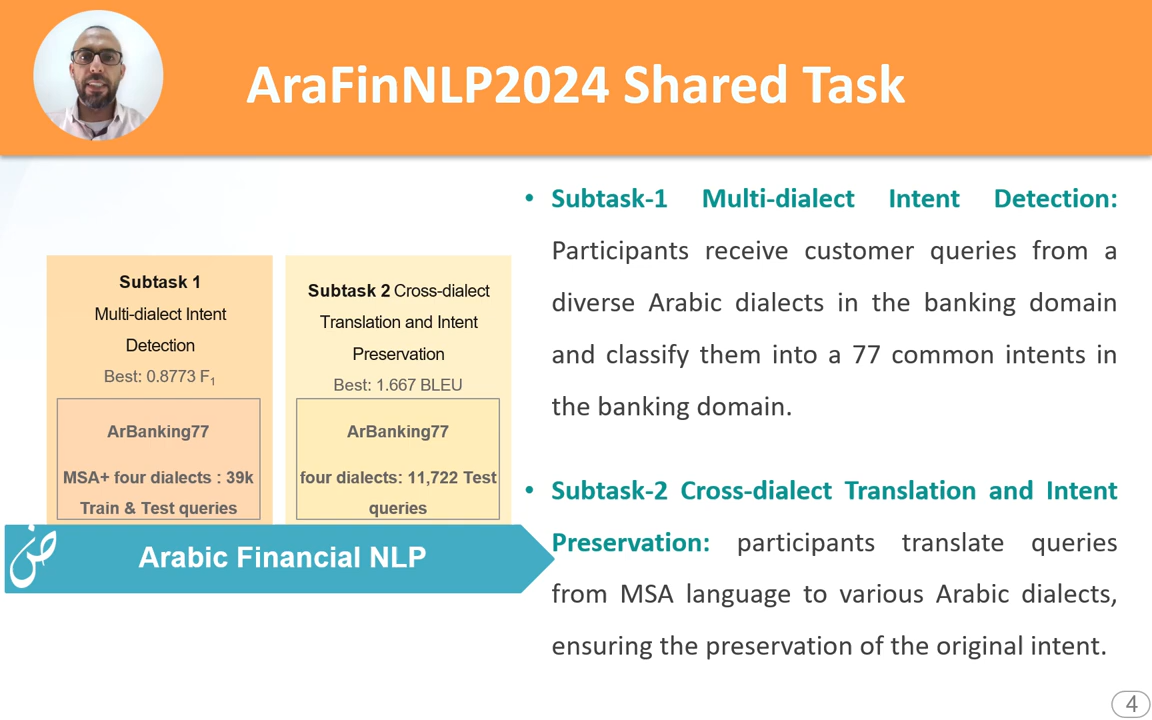 AraFinNLP2024 Shared Task
Subtask 1
Multi-dialect Intent
Detection
Best: 0.8773 F1
ArBanking77
MSA+ four dialects : 39k
Train & Test queries
Subtask 2 Cross-dialect
Translation and Intent
Preservation
Best: 1.667 BLEU
ArBanking77
four dialects: 11,722 Test
queries
ض
Arabic Financial NLP
• Subtask-1 Multi-dialect Intent Detection:
Participants receive customer queries from a
diverse Arabic dialects in the banking domain
and classify them into a 77 common intents in
the banking domain.
• Subtask-2 Cross-dialect Translation and Intent
Preservation: participants translate queries
from MSA language to various Arabic dialects,
ensuring the preservation of the original intent.
4